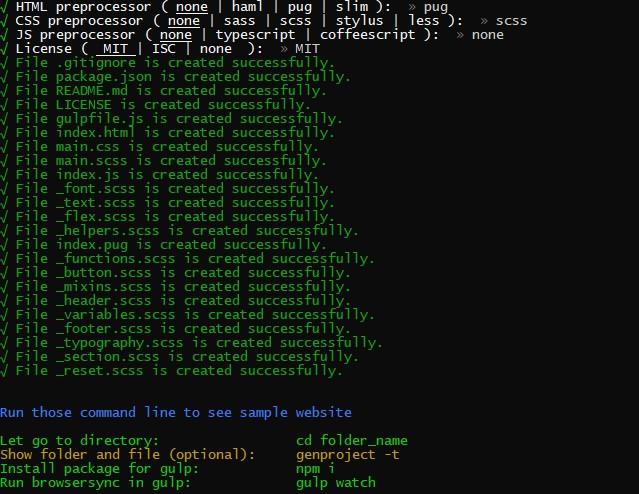 √ HTML preprocessor ( none | haml | pug | slim ):  » pug
√ CSS preprocessor ( none | sass | scss | stylus | less ):  » scss
√ JS preprocessor ( none | typescript | coffeescript ):  » none
√ License ( MIT | ISC | none  ):  » MIT
√ File .gitignore is created successfully.
√ File package.json is created successfully.
√ File README.md is created successfully.
√ File LICENSE is created successfully.
√ File gulpfile.js is created successfully.
√ File index.html is created successfully.
√ File main.css is created successfully.
√ File main.scss is created successfully.
√ File index.js is created successfully.
√ File _font.scss is created successfully.
√ File _text.scss is created successfully.
√ File _flex.scss is created successfully.
√ File _helpers.scss is created successfully.
√ File index.pug is created successfully.
√ File _functions.scss is created successfully.
√ File _button.scss is created successfully.
√ File _mixins.scss is created successfully.
√ File _header.scss is created successfully.
√ File _variables.scss is created successfully.
√ File _footer.scss is created successfully.
√ File _typography.scss is created successfully.
√ File _section.scss is created successfully.
√ File _reset.scss is created successfully.
Run those command line to see sample website
Let go to directory: cd folder_name
Show folder and file (optional): genproject -t
Install package for gulp: npm i
Run browsersync in gulp: gulp watch